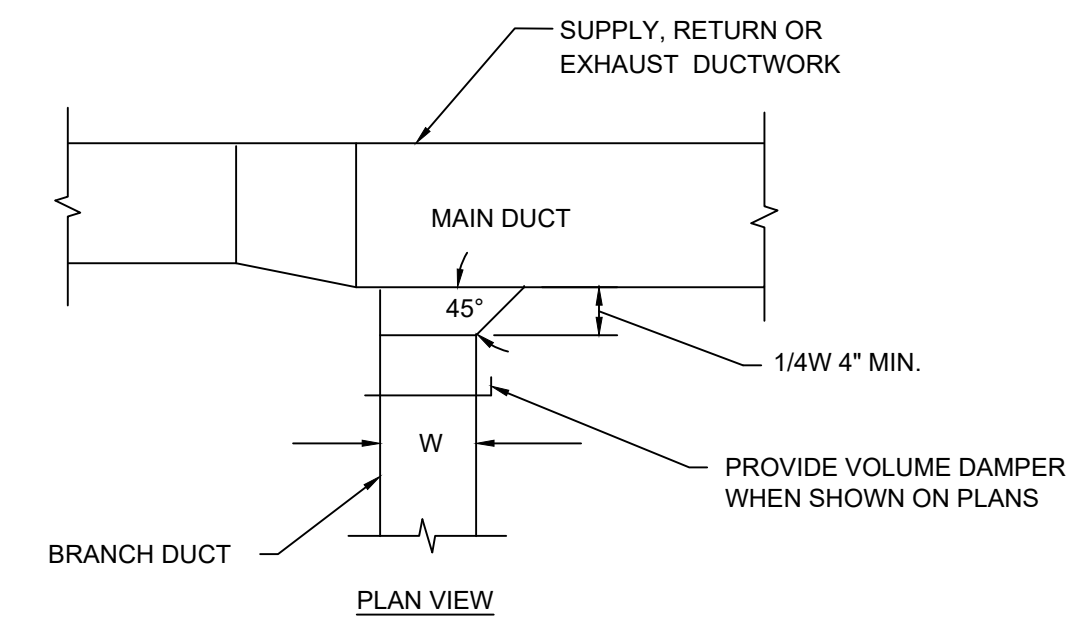 SUPPLY, RETURN OR
EXHAUST DUCTWORK
MAIN DUCT
45°
1/4W 4" MIN.
W
PROVIDE VOLUME DAMPER
WHEN SHOWN ON PLANS
BRANCH DUCT
PLAN VIEW